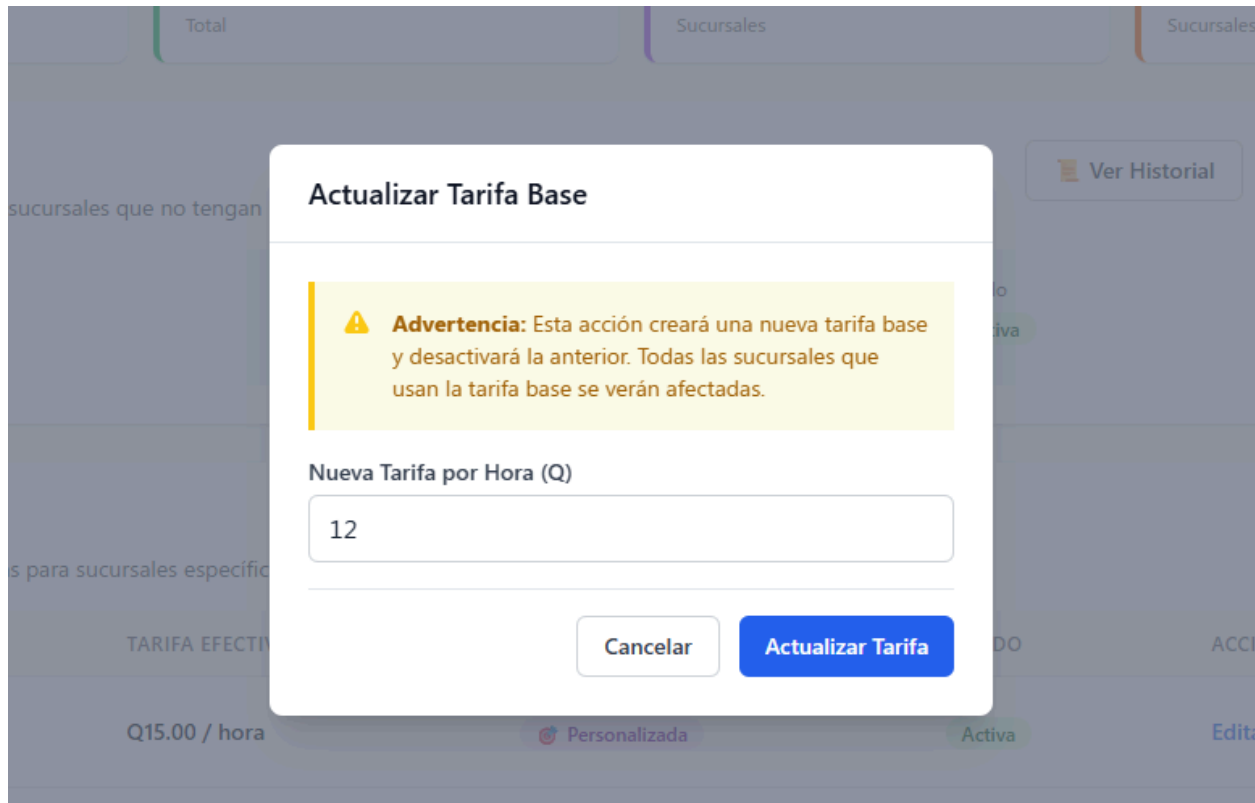 Total
Sucursales
Sucursales
Ver Historial
sucursales que no tengan
Actualizar Tarifa Base
Advertencia: Esta acción creará una nueva tarifa base
y desactivará la anterior. Todas las sucursales que
usan la tarifa base se verán afectadas.
Nueva Tarifa por Hora (Q)
12
para sucursales
Cancelar
Actualizar Tarifa
TARIFA
Q15.00 / hora
Personalizada
Activa